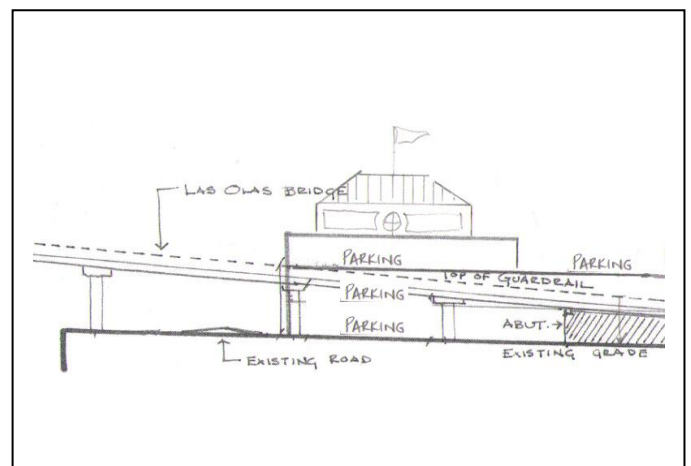 LAS OLAS BRIDGE
PARKING
PARKING
TOP OF GUARDRAIL
PARKING
PARKING
ABUT.
EXISTING GRADE
EXISTING ROAD